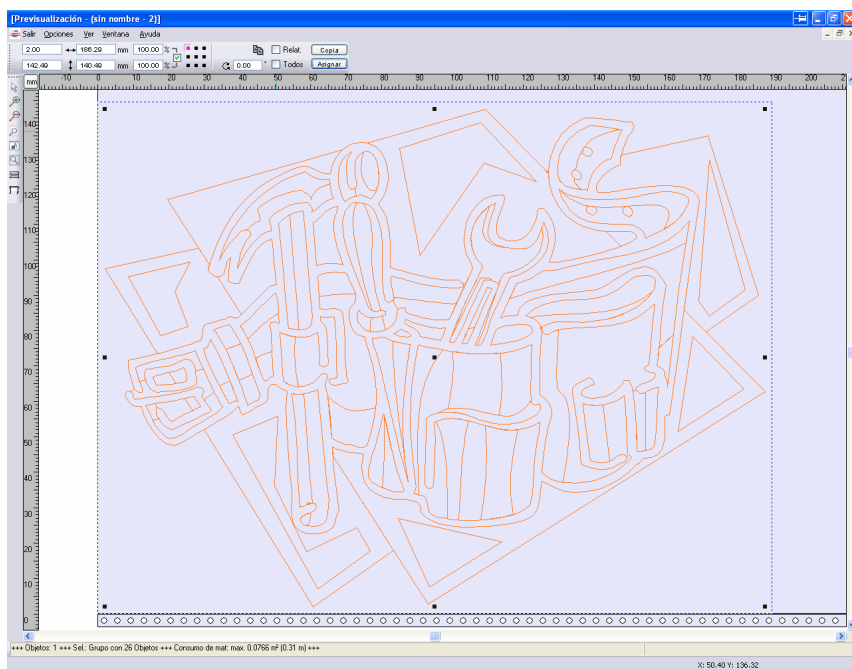 [Previsualización - (sin nombre - 2)]
Salir Opciones Ver Ventana Ayuda
2.00 186.29 mm 100.00 % Relat. Copia
142.49 140.49 mm 100.00 % 0.00 ° Todos Asignar
mm -10 0 10 20 30 40 50 60 70 80 90 100 110 120 130 140 150 160 170 180 190 200
140
130
120
110
100
90
80
70
60
50
40
30
20
10
0
+++ Objetos: 1 +++ Sel.: Grupo con 26 Objetos +++ Consumo de mat: max. 0.0766 m² (0.31 m) +++
X: 50.40 Y: 136.32